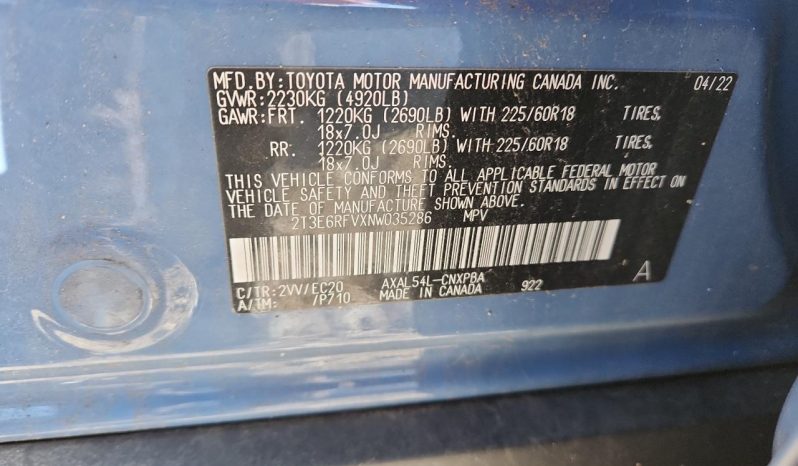 MFD.BY:TOYOTA MOTOR MANUFACTURING CANADA INC. 04/22
GVWR:2230KG (4920LB)
GAWR:FRT. 1220KG (2690LB) WITH 225/60R18 TIRES.
18x7.0J RIMS.
RR. 1220KG (2690LB) WITH 225/60R18 TIRES.
18x7.0J RIMS.
THIS VEHICLE CONFORMS TO ALL APPLICABLE FEDERAL MOTOR
VEHICLE SAFETY AND THEFT PREVENTION STANDARDS IN EFFECT ON
THE DATE OF MANUFACTURE SHOWN ABOVE.
2T3E6RFVXNW035286 MPV
C/TR:2VV/EC20 AXAL54L-CNXPBA A
A/TM: /P710 MADE IN CANADA 922